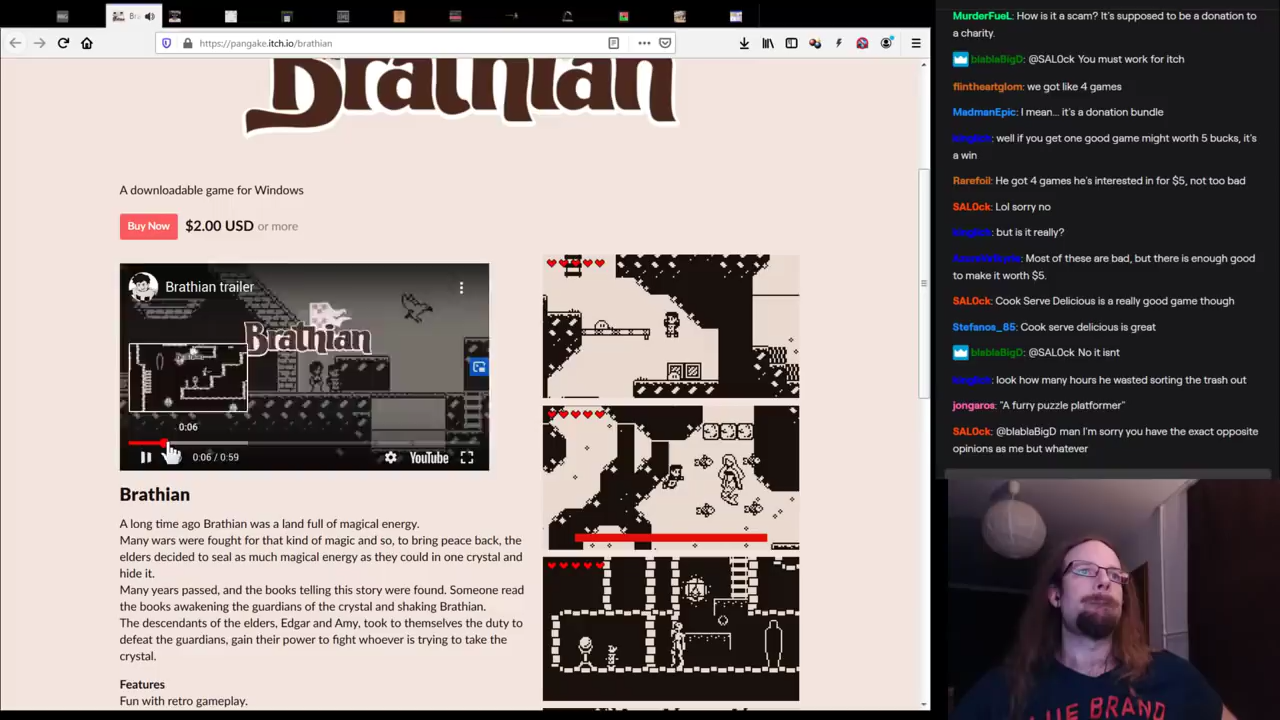 https://pangake.itch.io/brathian
Brathian
A downloadable game for Windows
Buy Now $2.00 USD or more
Brathian trailer
Brathian
0:06
0:06 / 0:59
YouTube
Brathian
A long time ago Brathian was a land full of magical energy.
Many wars were fought for that kind of magic and so, to bring peace back, the
elders decided to seal as much magical energy as they could in one crystal and
hide it.
Many years passed, and the books telling this story were found. Someone read
the books awakening the guardians of the crystal and shaking Brathian.
The descendants of the elders, Edgar and Amy, took to themselves the duty to
defeat the guardians, gain their power to fight whoever is trying to take the
crystal.
Features
Fun with retro gameplay.
MurderFueL: How is it a scam? It's supposed to be a donation to
a charity.
blablaBigD: @SAL0ck You must work for itch
flintheartglom: we got like 4 games
MadmanEpic: I mean... it's a donation bundle
well if you get one good game might worth 5 bucks, it's
a win
Rarefoil: He got 4 games he's interested in for $5, not too bad
SAL0ck: Lol sorry no
but is it really?
Most of these are bad, but there is enough good
to make it worth $5.
SAL0ck: Cook Serve Delicious is a really good game though
Stefanos_85: Cook serve delicious is great
blablaBigD: @SAL0ck No it isnt
look how many hours he wasted sorting the trash out
jongaros: "A furry puzzle platformer"
SAL0ck: @blablaBigD man I'm sorry you have the exact opposite
opinions as me but whatever
BLUE BRAND